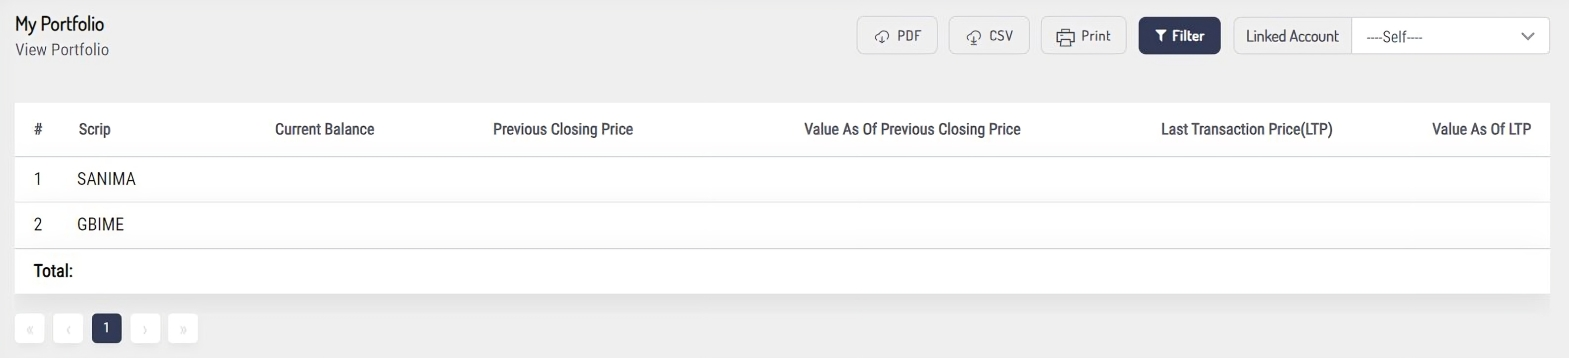 My Portfolio
View Portfolio
PDF CSV Print Filter Linked Account ----Self----
# Scrip Current Balance Previous Closing Price Value As Of Previous Closing Price Last Transaction Price(LTP) Value As Of LTP
1 SANIMA
2 GBIME
Total:
« ‹ 1 › »